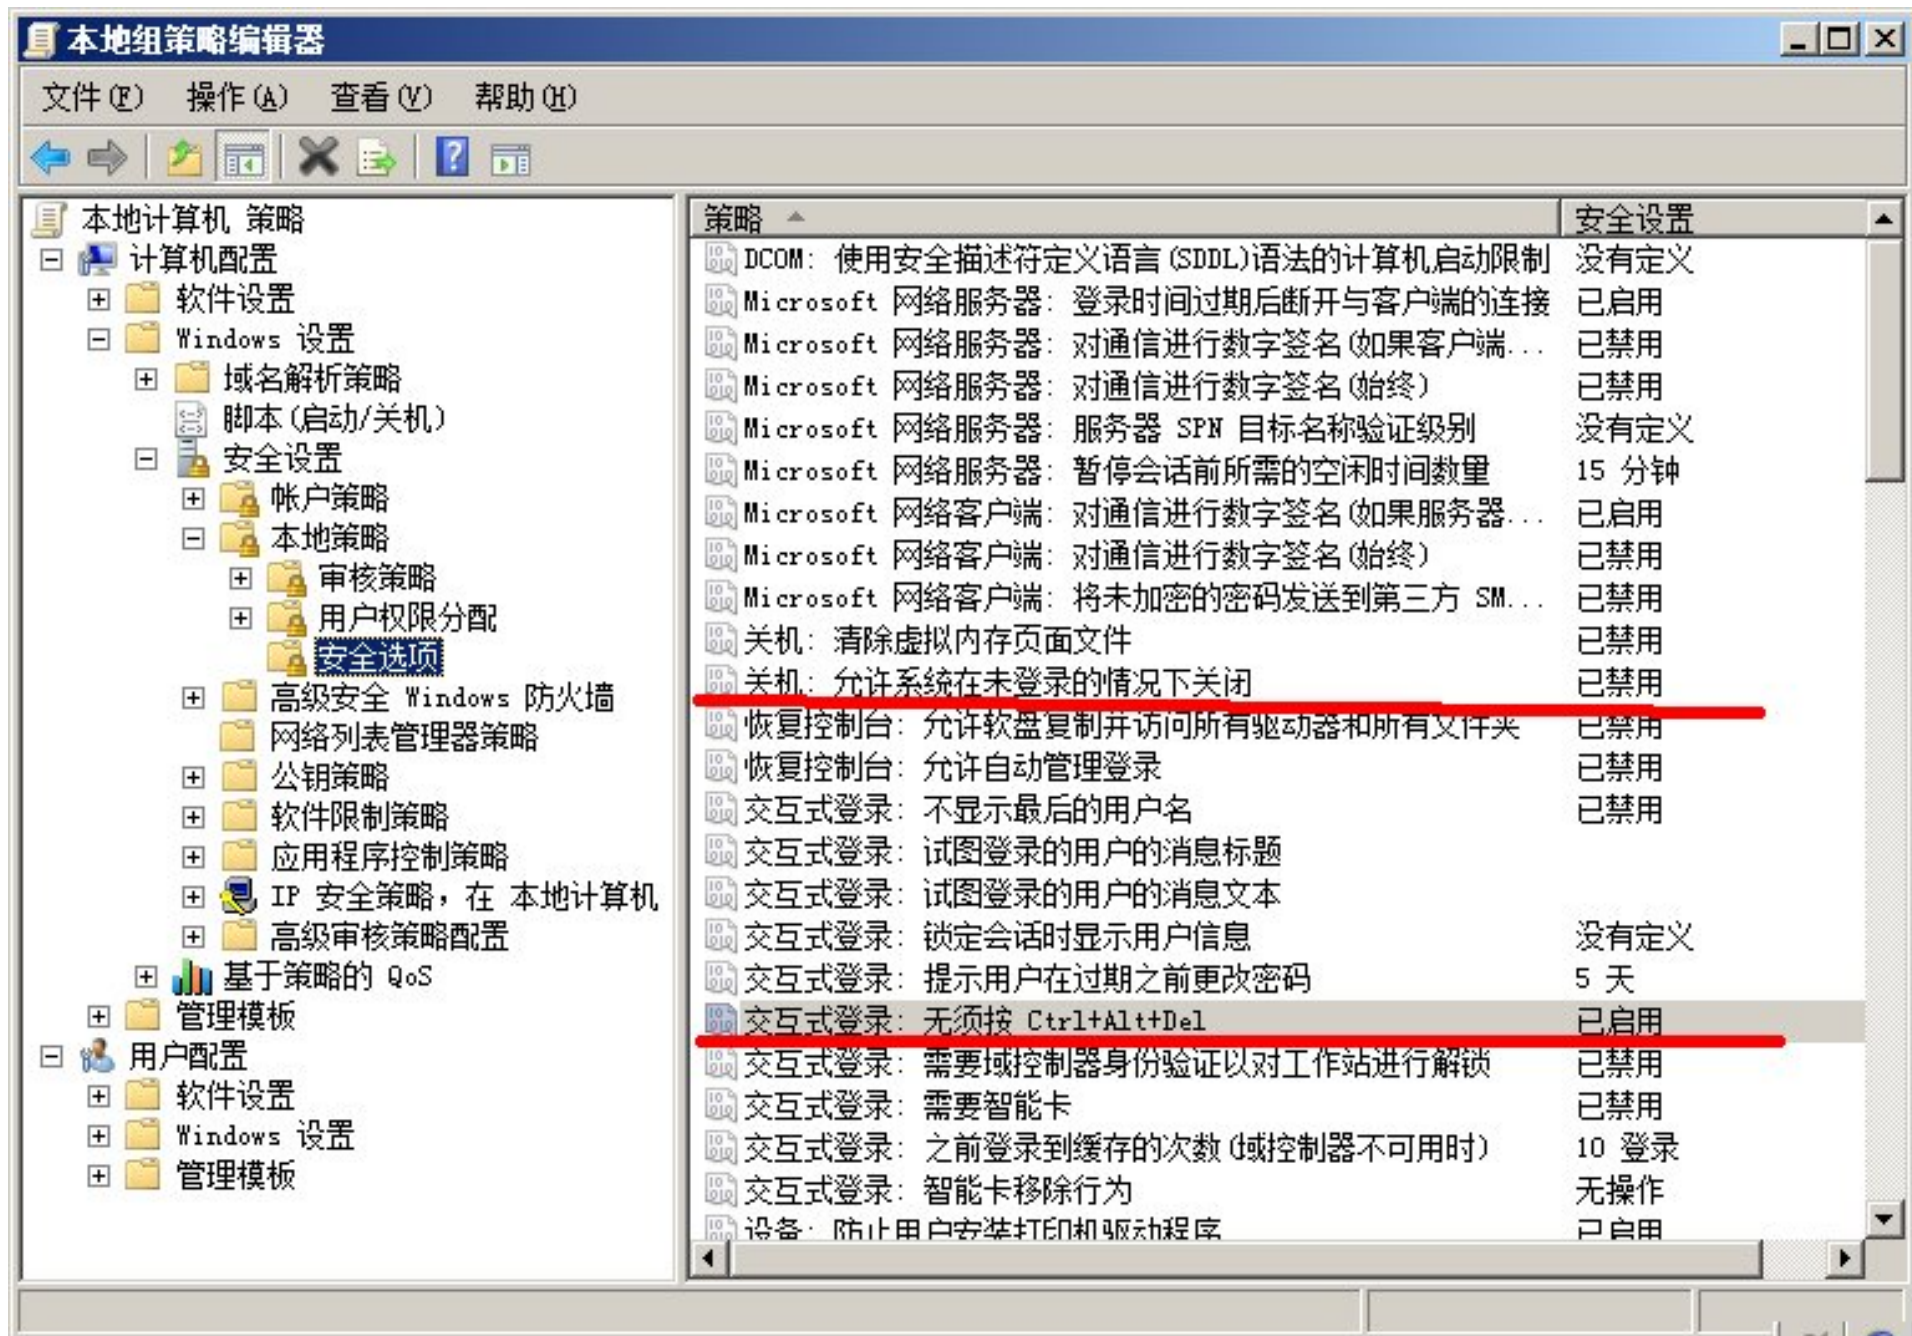 本地组策略编辑器
文件(F) 操作(A) 查看(V) 帮助(H)
本地计算机 策略
计算机配置
软件设置
Windows 设置
域名解析策略
脚本(启动/关机)
安全设置
帐户策略
本地策略
审核策略
用户权限分配
安全选项
高级安全 Windows 防火墙
网络列表管理器策略
公钥策略
软件限制策略
应用程序控制策略
IP 安全策略，在 本地计算机
高级审核策略配置
基于策略的 QoS
管理模板
用户配置
软件设置
Windows 设置
管理模板
策略 安全设置
DCOM: 使用安全描述符定义语言(SDDL)语法的计算机启动限制 没有定义
Microsoft 网络服务器: 登录时间过期后断开与客户端的连接 已启用
Microsoft 网络服务器: 对通信进行数字签名(如果客户端... 已禁用
Microsoft 网络服务器: 对通信进行数字签名(始终) 已禁用
Microsoft 网络服务器: 服务器 SPN 目标名称验证级别 没有定义
Microsoft 网络服务器: 暂停会话前所需的空闲时间数量 15 分钟
Microsoft 网络客户端: 对通信进行数字签名(如果服务器... 已启用
Microsoft 网络客户端: 对通信进行数字签名(始终) 已禁用
Microsoft 网络客户端: 将未加密的密码发送到第三方 SM... 已禁用
关机: 清除虚拟内存页面文件 已禁用
关机: 允许系统在未登录的情况下关闭 已禁用
恢复控制台: 允许软盘复制并访问所有驱动器和所有文件夹 已禁用
恢复控制台: 允许自动管理登录 已禁用
交互式登录: 不显示最后的用户名 已禁用
交互式登录: 试图登录的用户的消息标题
交互式登录: 试图登录的用户的消息文本
交互式登录: 锁定会话时显示用户信息 没有定义
交互式登录: 提示用户在过期之前更改密码 5 天
交互式登录: 无须按 Ctrl+Alt+Del 已启用
交互式登录: 需要域控制器身份验证以对工作站进行解锁 已禁用
交互式登录: 需要智能卡 已禁用
交互式登录: 之前登录到缓存的次数(域控制器不可用时) 10 登录
交互式登录: 智能卡移除行为 无操作
设备: 防止用户安装打印机驱动程序 已启用